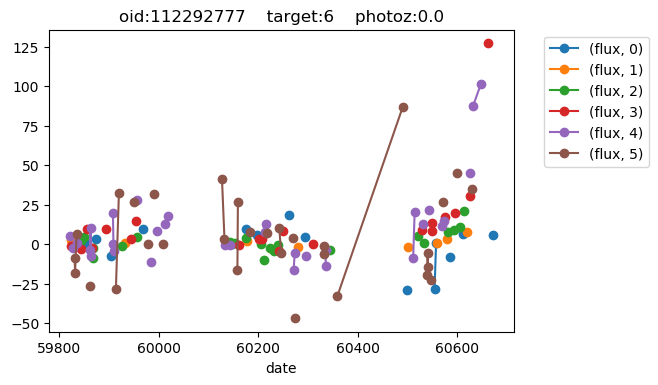 oid:112292777    target:6    photoz:0.0
125
100
75
50
25
0
−25
−50
59800
60000
60200
60400
60600
date
(flux, 0)
(flux, 1)
(flux, 2)
(flux, 3)
(flux, 4)
(flux, 5)